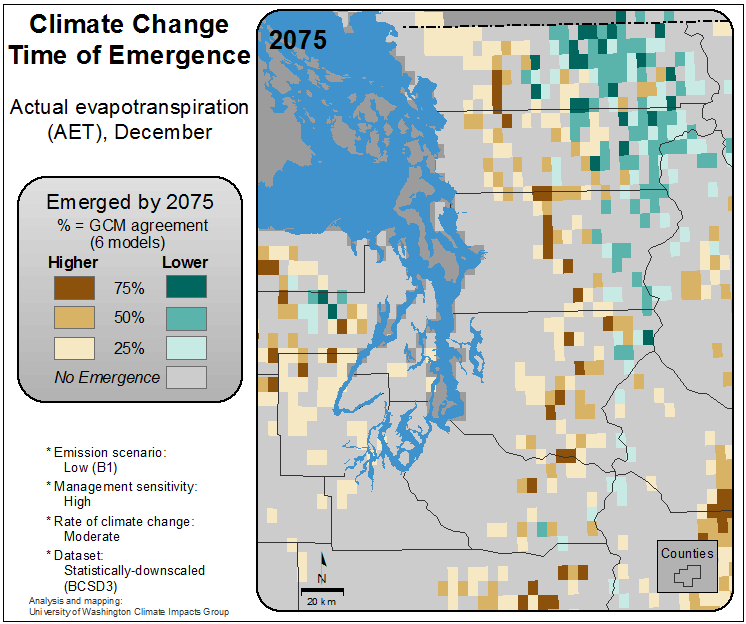 Climate Change
Time of Emergence
Actual evapotranspiration
(AET), December
Emerged by 2075
% = GCM agreement
(6 models)
Higher Lower
75%
50%
25%
No Emergence
* Emission scenario:
Low (B1)
* Management sensitivity:
High
* Rate of climate change:
Moderate
* Dataset:
Statistically-downscaled
(BCSD3)
Analysis and mapping:
University of Washington Climate Impacts Group
2075
N
20 km
Counties